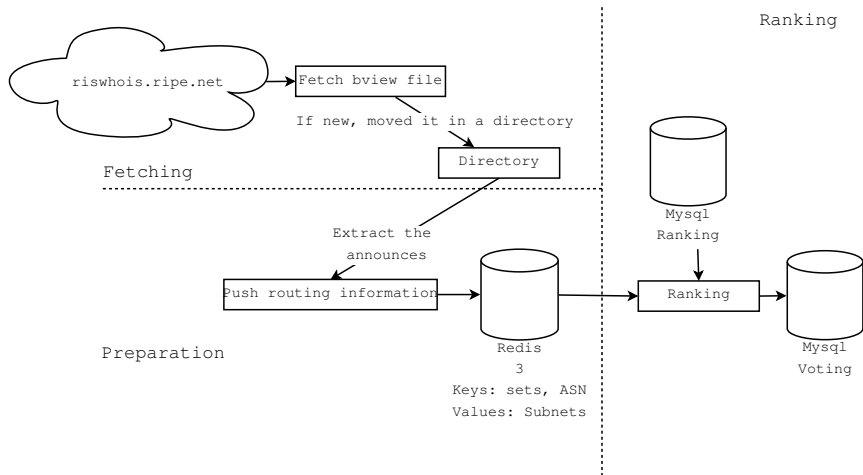 Ranking
riswhois.ripe.net
Fetch bview file
If new, moved it in a directory
Directory
Fetching
Mysql
Ranking
Extract the
announces
Push routing information
Ranking
Redis
3
Keys: sets, ASN
Values: Subnets
Preparation
Mysql
Voting